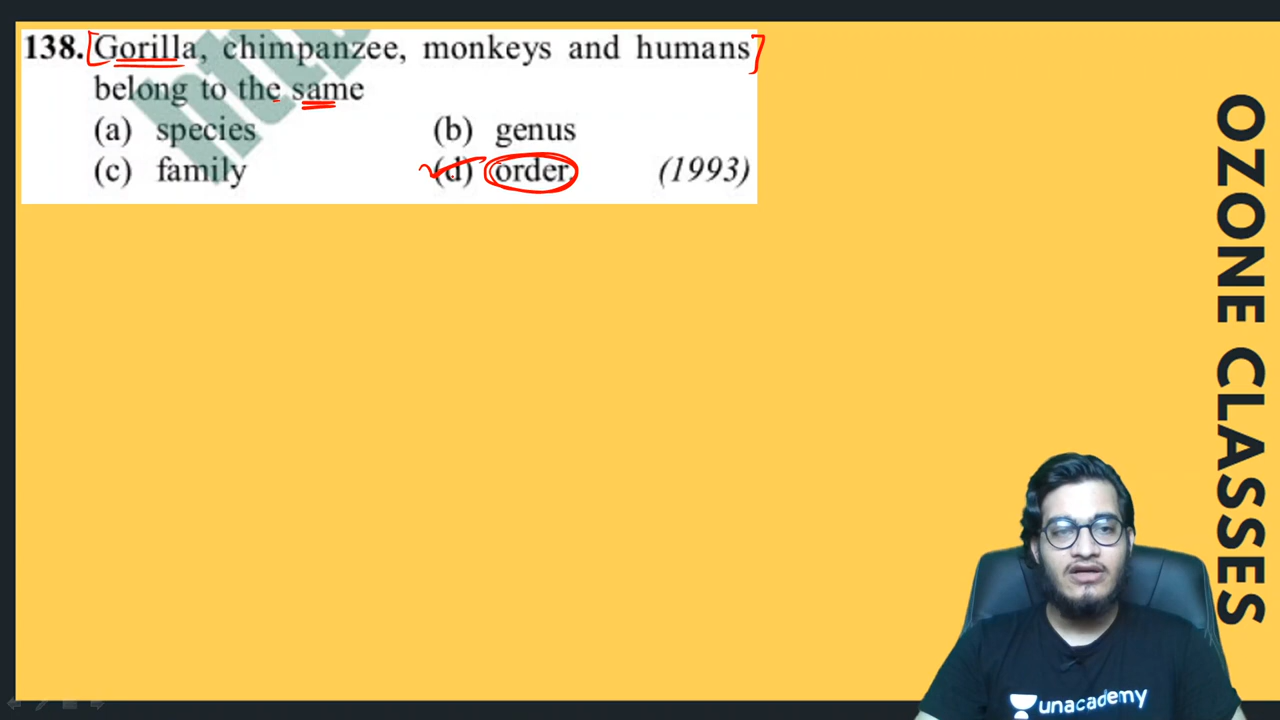 138. Gorilla, chimpanzee, monkeys and humans
belong to the same
(a) species (b) genus
(c) family (d) order (1993)
OZONE CLASSES
unacademy